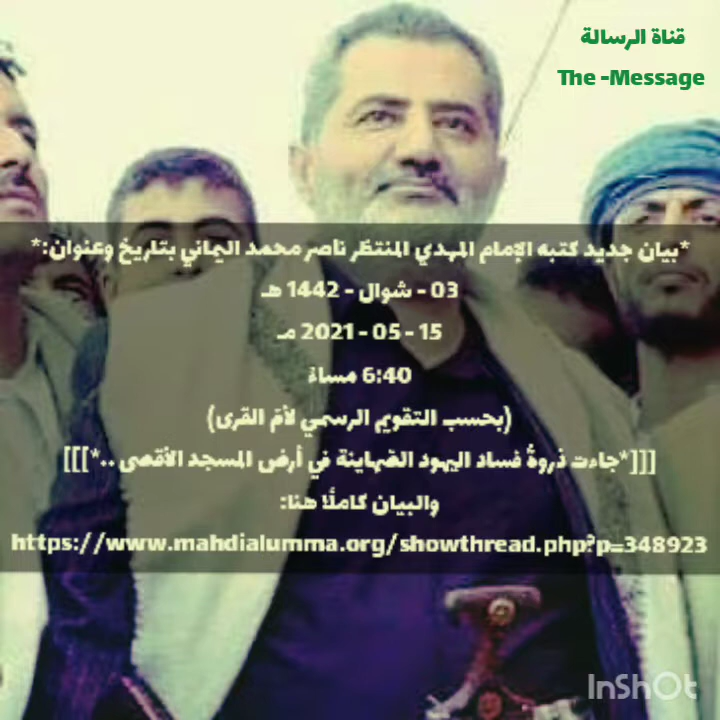 قناة الرسالة
The -Message
*بيان جديد كتبه الإمام المهدي المنتظر ناصر محمد اليماني بتاريخ وعنوان:*
03 - شوال - 1442 هـ
15 - 05 - 2021 مـ
6:40 مساءً
(بحسب التقويم الرسمي لأمّ القرى)
[[[*جاءت ذروةُ فساد اليهود الصّهاينة في أرض المسجد الأقصى ..*]]]
والبيان كاملًا هنا:
https://www.mahdialumma.org/showthread.php?p=348923
InShOt